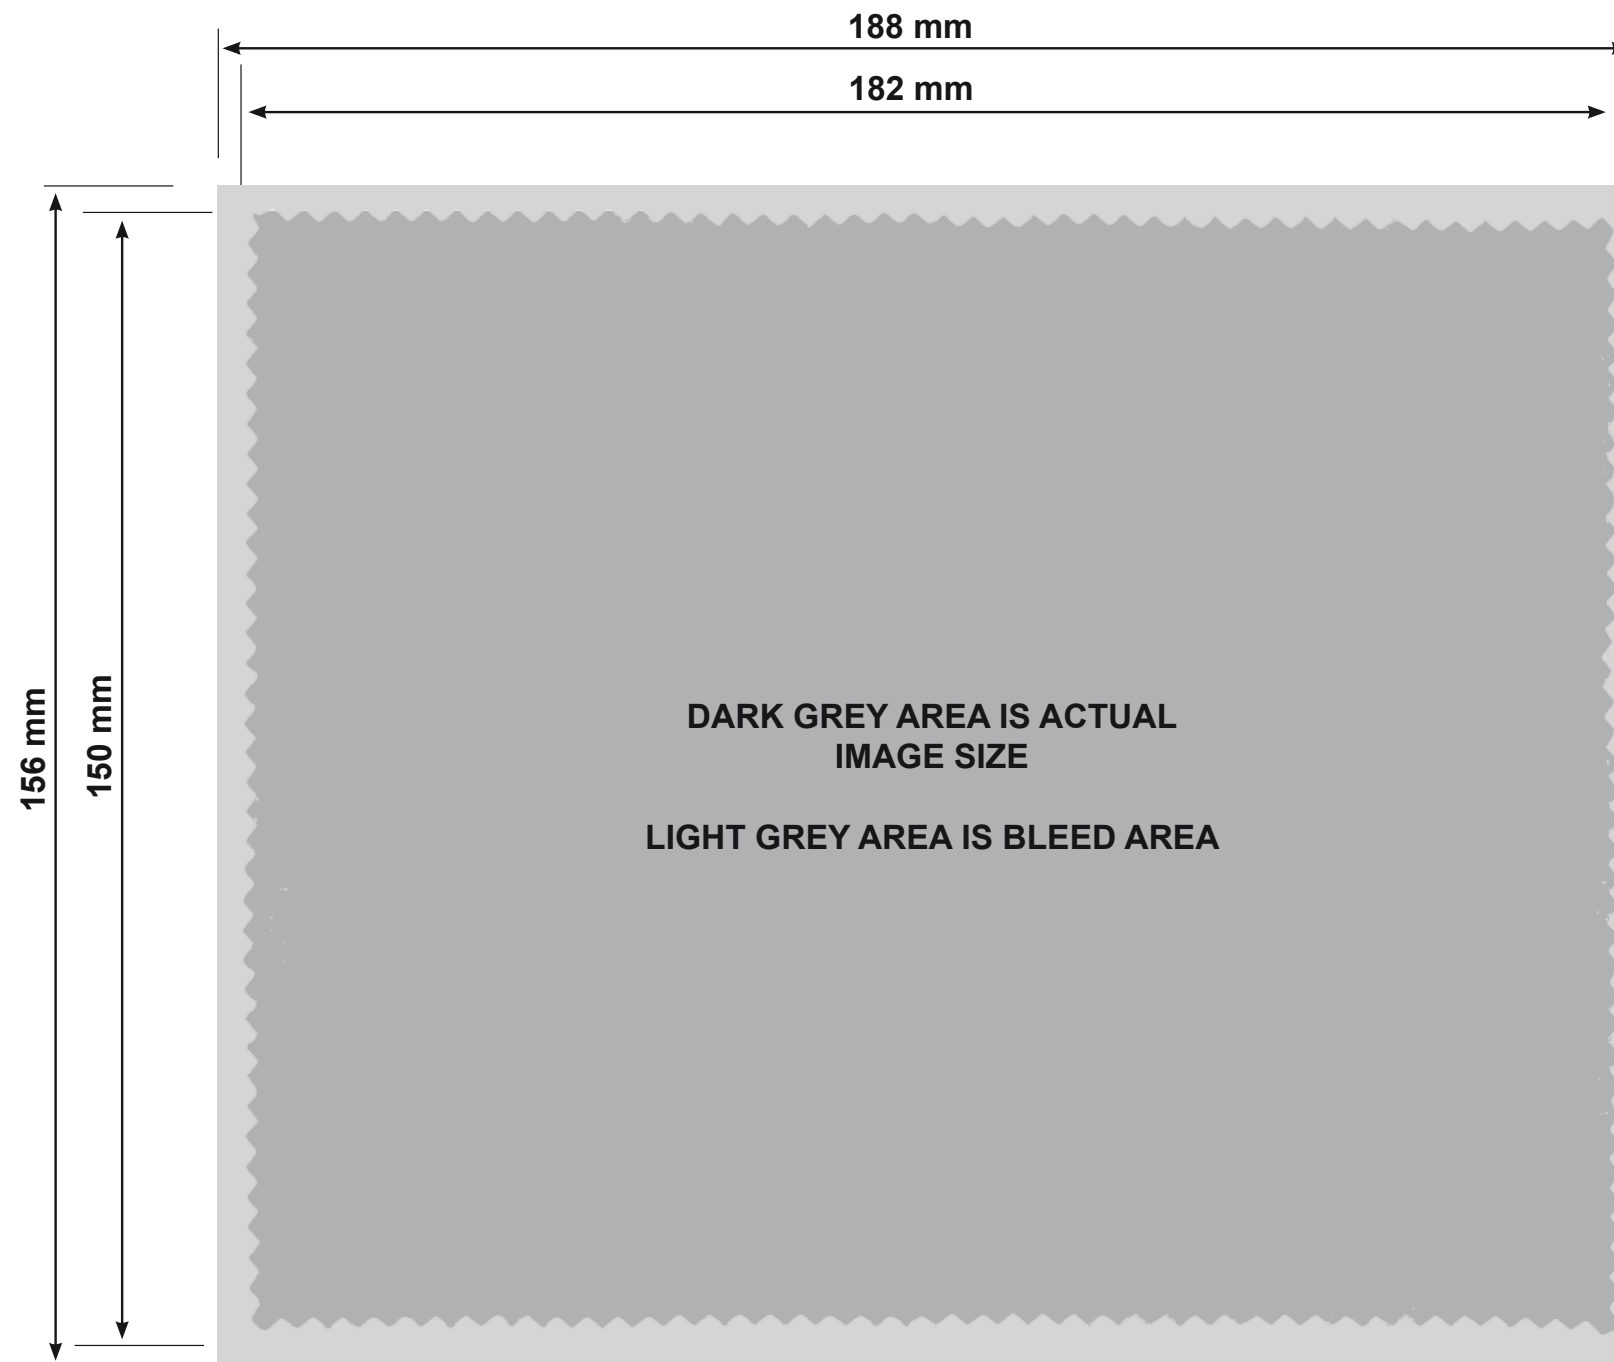 188 mm
182 mm
156 mm
150 mm
DARK GREY AREA IS ACTUAL
IMAGE SIZE
LIGHT GREY AREA IS BLEED AREA